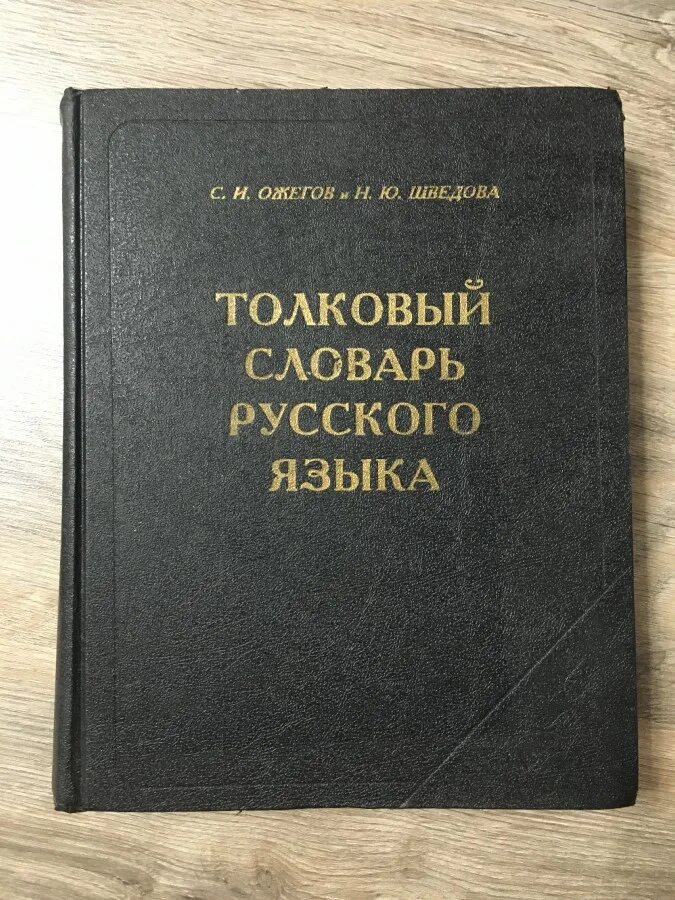 С. И. ОЖЕГОВ и Н. Ю. ШВЕДОВА
ТОЛКОВЫЙ
СЛОВАРЬ
РУССКОГО
ЯЗЫКА